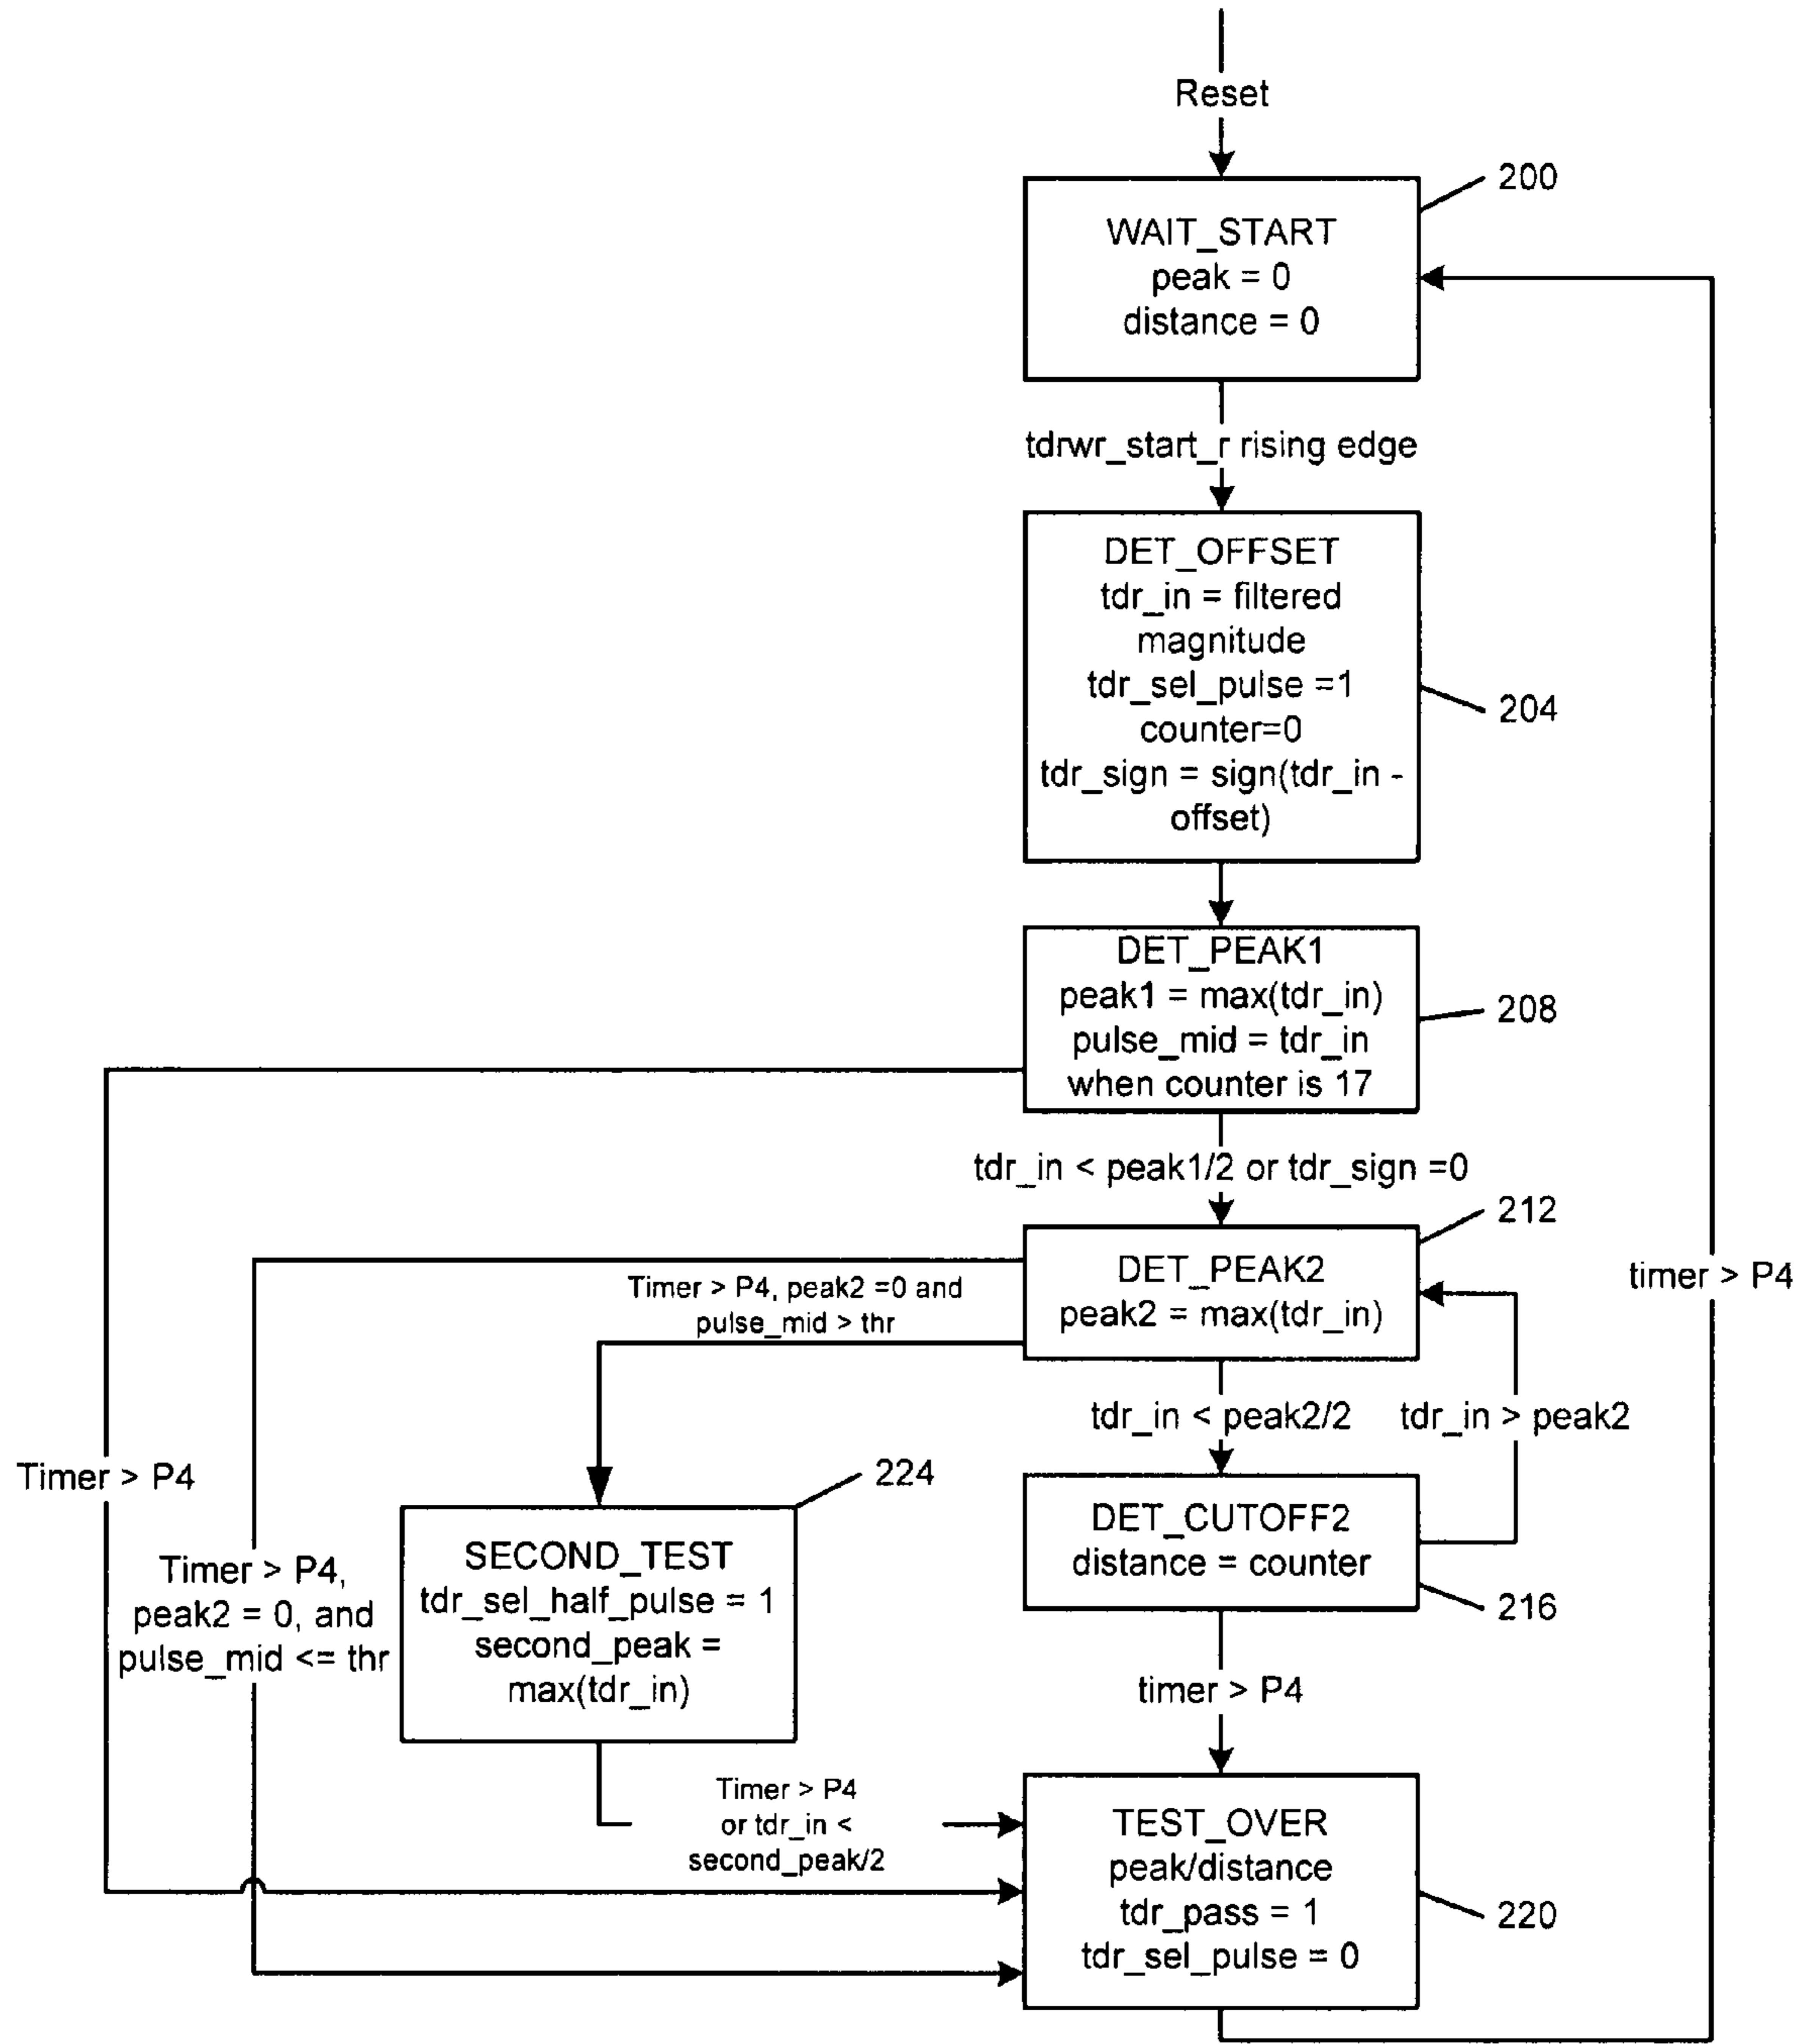 Reset
200
WAIT_START
peak = 0
distance = 0
tdrwr_start_r rising edge
DET_OFFSET
tdr_in = filtered
magnitude
tdr_sel_pulse =1
counter=0
tdr_sign = sign(tdr_in -
offset)
204
DET_PEAK1
peak1 = max(tdr_in)
pulse_mid = tdr_in
when counter is 17
208
tdr_in < peak1/2 or tdr_sign =0
212
DET_PEAK2
peak2 = max(tdr_in)
Timer > P4, peak2 =0 and
pulse_mid > thr
timer > P4
tdr_in < peak2/2
tdr_in > peak2
Timer > P4
224
SECOND_TEST
tdr_sel_half_pulse = 1
second_peak =
max(tdr_in)
DET_CUTOFF2
distance = counter
216
Timer > P4,
peak2 = 0, and
pulse_mid <= thr
timer > P4
Timer > P4
or tdr_in <
second_peak/2
TEST_OVER
peak/distance
tdr_pass = 1
tdr_sel_pulse = 0
220